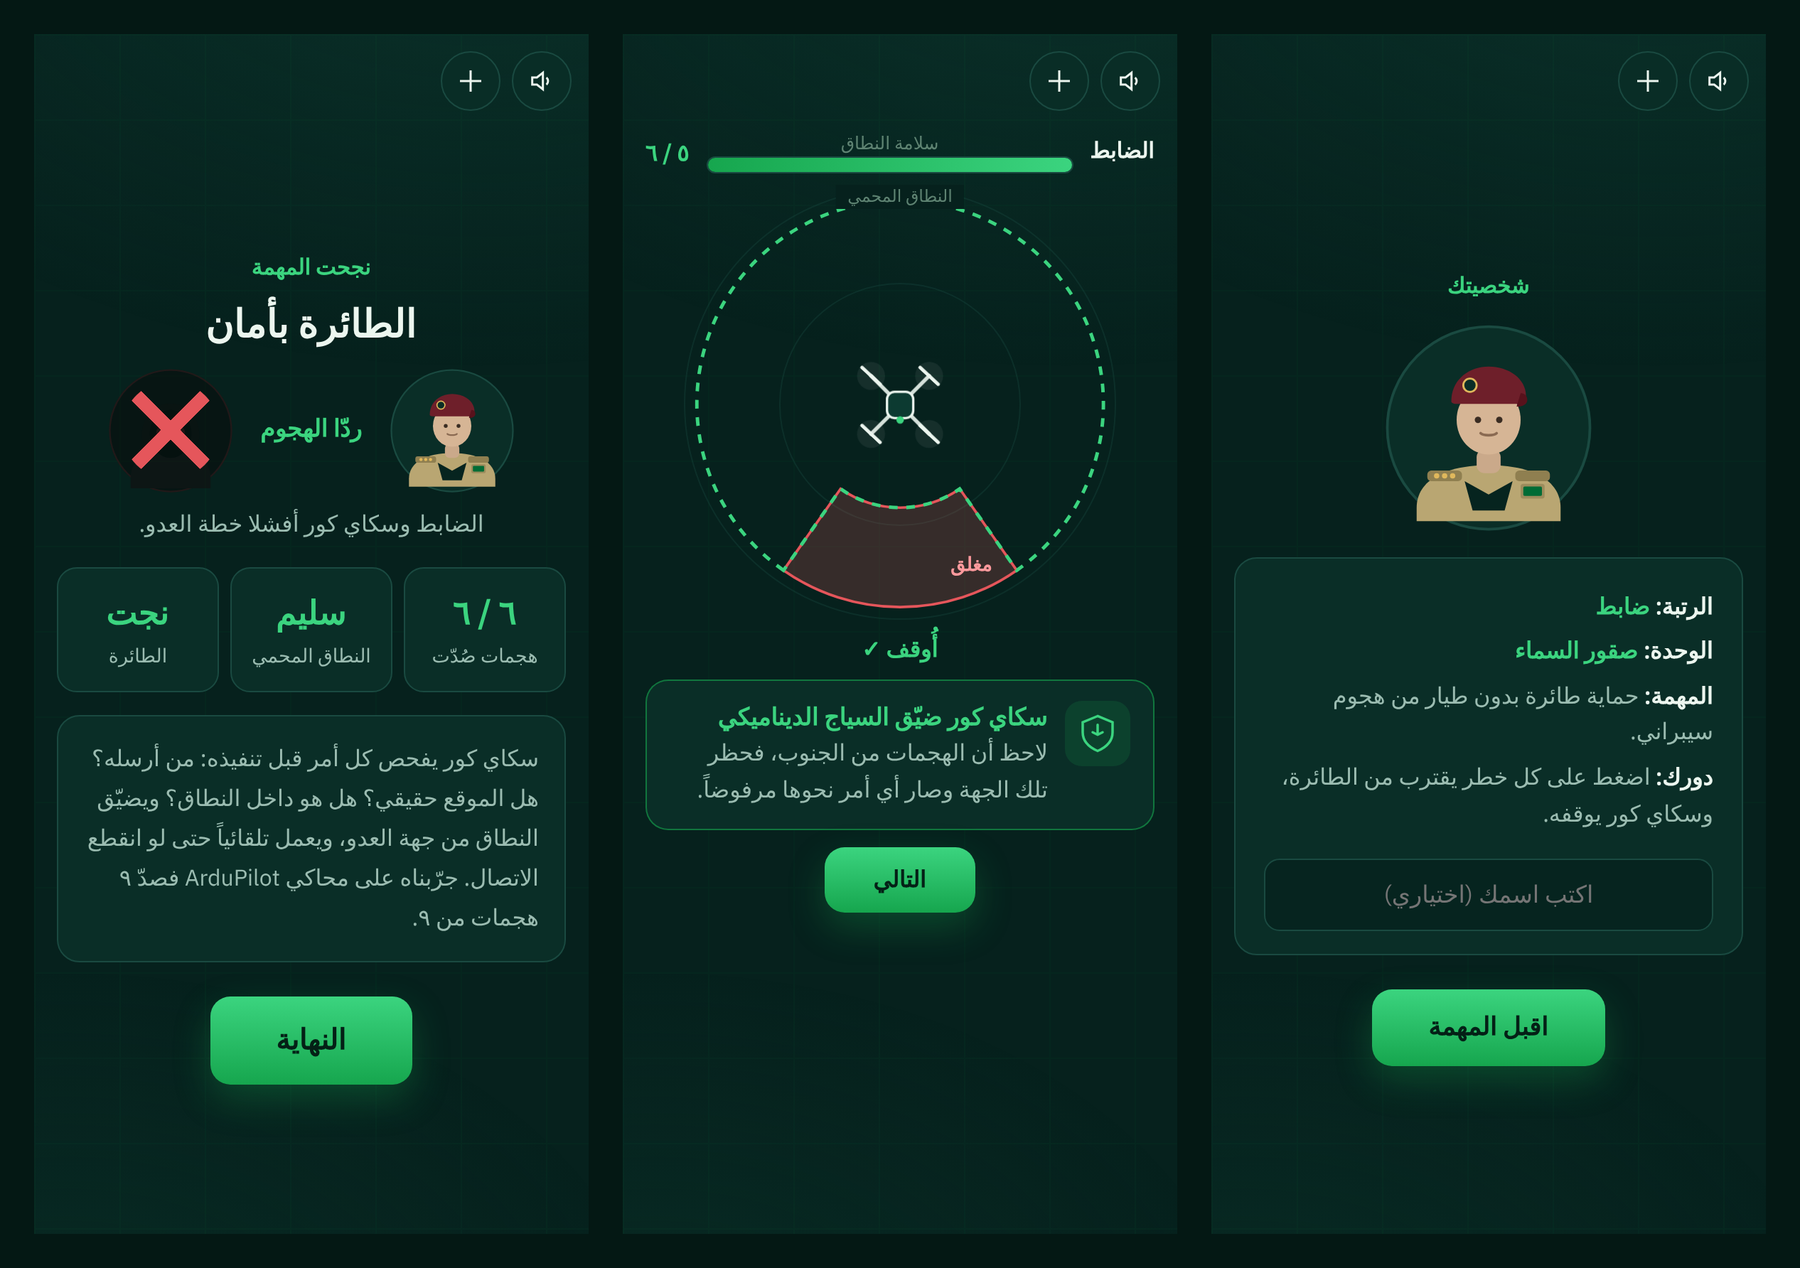 شخصيتك
الرتبة: ضابط
الوحدة: صقور السماء
المهمة: حماية طائرة بدون طيار من هجوم
سيبراني.
دورك: اضغط على كل خطر يقترب من الطائرة،
وسكاي كور يوقفه.
اكتب اسمك (اختياري)
اقبل المهمة
الضابط
سلامة النطاق
٥ / ٦
النطاق المحمي
مغلق
أُوقف ✓
سكاي كور ضيّق السياج الديناميكي
لاحظ أن الهجمات من الجنوب، فحظر
تلك الجهة وصار أي أمر نحوها مرفوضاً.
التالي
نجحت المهمة
الطائرة بأمان
ردّا الهجوم
الضابط وسكاي كور أفشلا خطة العدو.
٦ / ٦
هجمات صُدّت
سليم
النطاق المحمي
نجت
الطائرة
سكاي كور يفحص كل أمر قبل تنفيذه: من أرسله؟
هل الموقع حقيقي؟ هل هو داخل النطاق؟ ويضيّق
النطاق من جهة العدو، ويعمل تلقائياً حتى لو انقطع
الاتصال. جرّبناه على محاكي ArduPilot فصدّ ٩
هجمات من ٩.
النهاية